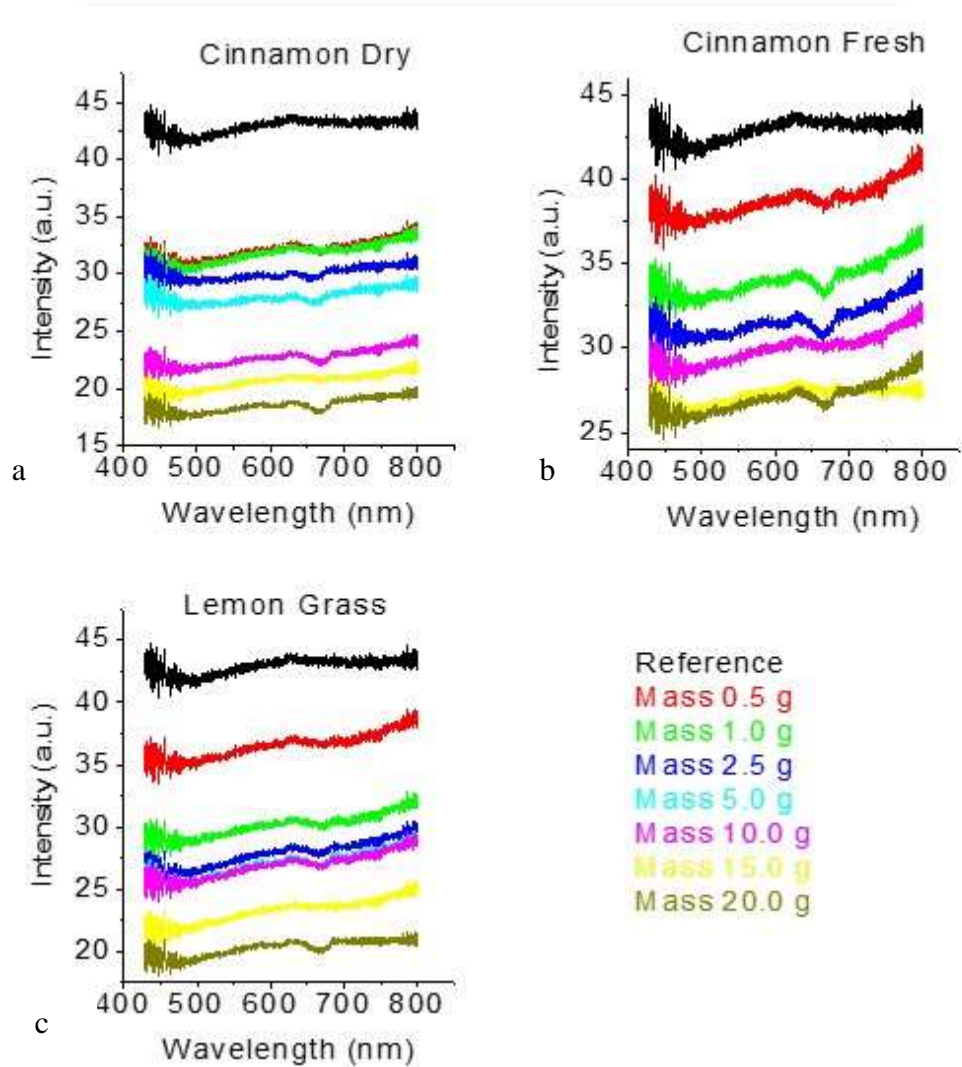 Cinnamon Dry
45
40
35
30
25
20
15
400 500 600 700 800
Intensity (a.u.)
Wavelength (nm)
a
Cinnamon Fresh
45
40
35
30
25
400 500 600 700 800
Intensity (a.u.)
Wavelength (nm)
b
Lemon Grass
45
40
35
30
25
20
400 500 600 700 800
Intensity (a.u.)
Wavelength (nm)
c
Reference
Mass 0.5 g
Mass 1.0 g
Mass 2.5 g
Mass 5.0 g
Mass 10.0 g
Mass 15.0 g
Mass 20.0 g